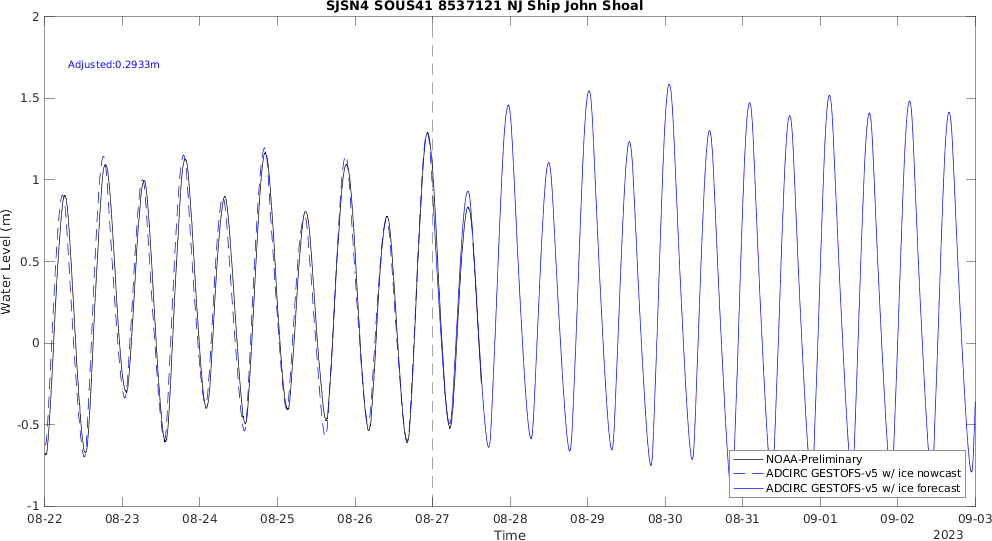 SJSN4 SOUS41 8537121 NJ Ship John Shoal
Adjusted:0.2933m
Water Level (m)
2
1.5
1
0.5
0
-0.5
-1
NOAA-Preliminary
ADCIRC GESTOFS-v5 w/ ice nowcast
ADCIRC GESTOFS-v5 w/ ice forecast
08-22 08-23 08-24 08-25 08-26 08-27 08-28 08-29 08-30 08-31 09-01 09-02 09-03
Time
2023